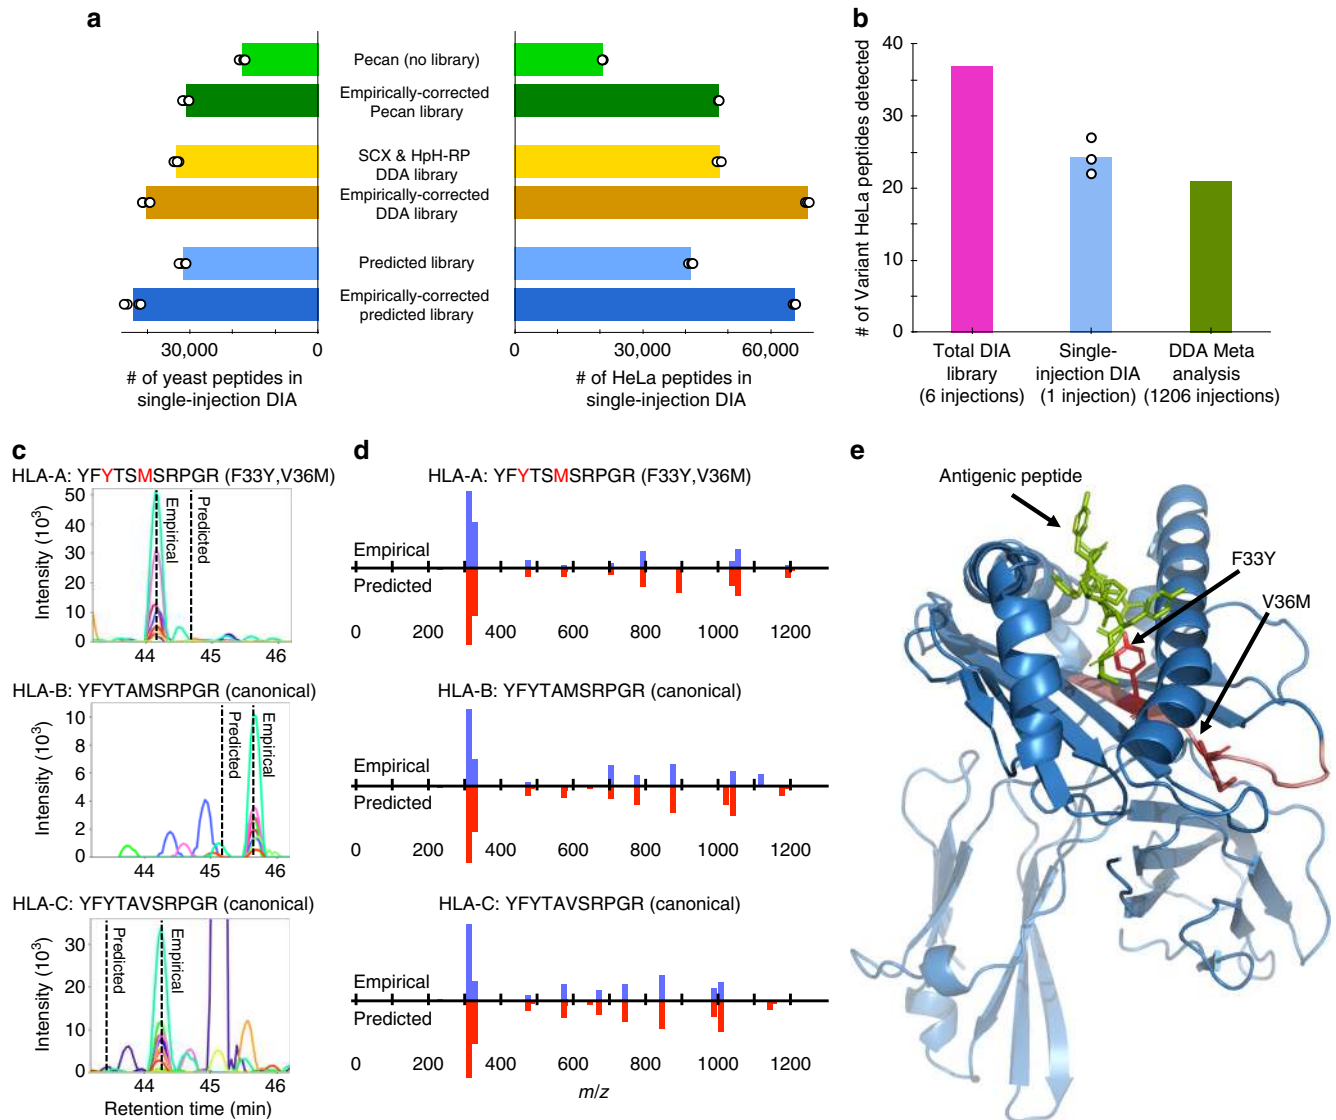 a
Pecan (no library)
Empirically-corrected
Pecan library
SCX & HpH-RP
DDA library
Empirically-corrected
DDA library
Predicted library
Empirically-corrected
predicted library
30,000 0
# of yeast peptides in
single-injection DIA
0 30,000 60,000
# of HeLa peptides in
single-injection DIA
b
# of Variant HeLa peptides detected
40
30
20
10
0
Total DIA
library
(6 injections)
Single-
injection DIA
(1 injection)
DDA Meta
analysis
(1206 injections)
c
HLA-A: YFYTSMSRPGR (F33Y,V36M)
Intensity (10³)
50
40
30
20
10
0
Empirical
Predicted
44 45 46
HLA-B: YFYTAMSRPGR (canonical)
Intensity (10³)
10
8
6
4
2
0
Predicted
Empirical
44 45 46
HLA-C: YFYTAVSRPGR (canonical)
Intensity (10³)
30
20
10
0
Predicted
Empirical
44 45 46
Retention time (min)
d
HLA-A: YFYTSMSRPGR (F33Y,V36M)
Empirical
Predicted
0 200 400 600 800 1000 1200
HLA-B: YFYTAMSRPGR (canonical)
Empirical
Predicted
0 200 400 600 800 1000 1200
HLA-C: YFYTAVSRPGR (canonical)
Empirical
Predicted
0 200 400 600 800 1000 1200
m/z
e
Antigenic peptide
F33Y
V36M